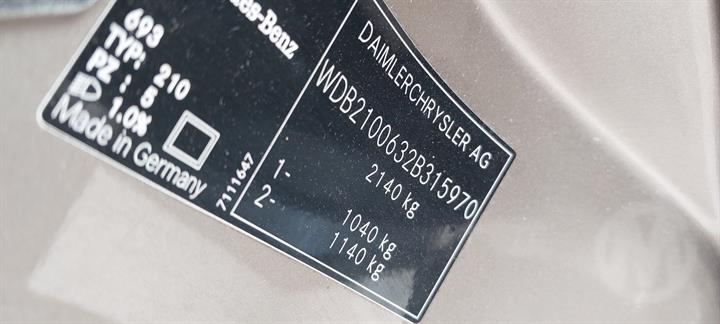 des-Benz
693
TYP: 210
PZ : 5
1.0%
Made in Germany
7111647
DAIMLERCHRYSLER AG
WDB2100632B315970
2140 kg
1- 1040 kg
2- 1140 kg